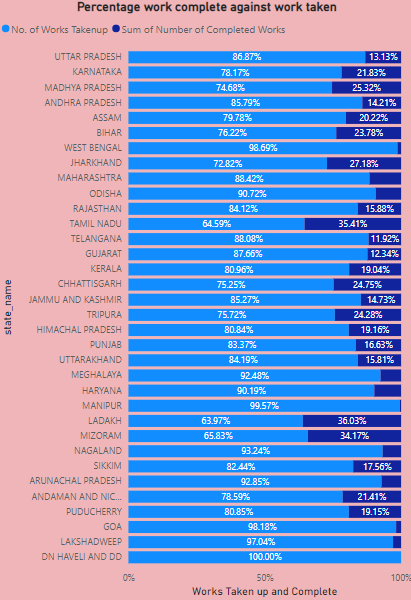 Percentage work complete against work taken
No. of Works Takenup Sum of Number of Completed Works
UTTAR PRADESH 86.87% 13.13%
KARNATAKA 78.17% 21.83%
MADHYA PRADESH 74.68% 25.32%
ANDHRA PRADESH 85.79% 14.21%
ASSAM 79.78% 20.22%
BIHAR 76.22% 23.78%
WEST BENGAL 98.69%
JHARKHAND 72.82% 27.18%
MAHARASHTRA 88.42%
ODISHA 90.72%
RAJASTHAN 84.12% 15.88%
TAMIL NADU 64.59% 35.41%
TELANGANA 88.08% 11.92%
GUJARAT 87.66% 12.34%
KERALA 80.96% 19.04%
CHHATTISGARH 75.25% 24.75%
JAMMU AND KASHMIR 85.27% 14.73%
TRIPURA 75.72% 24.28%
HIMACHAL PRADESH 80.84% 19.16%
PUNJAB 83.37% 16.63%
UTTARAKHAND 84.19% 15.81%
MEGHALAYA 92.48%
HARYANA 90.19%
MANIPUR 99.57%
LADAKH 63.97% 36.03%
MIZORAM 65.83% 34.17%
NAGALAND 93.24%
SIKKIM 82.44% 17.56%
ARUNACHAL PRADESH 92.85%
ANDAMAN AND NIC... 78.59% 21.41%
PUDUCHERRY 80.85% 19.15%
GOA 98.18%
LAKSHADWEEP 97.04%
DN HAVELI AND DD 100.00%
state_name
0% 50% 100%
Works Taken up and Complete